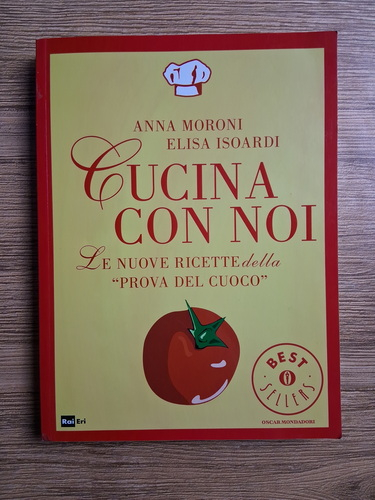 ANNA MORONI
ELISA ISOARDI
CUCINA
CON NOI
LE NUOVE RICETTE della
“PROVA DEL CUOCO”
BEST
SELLERS
OSCAR MONDADORI
Rai Eri